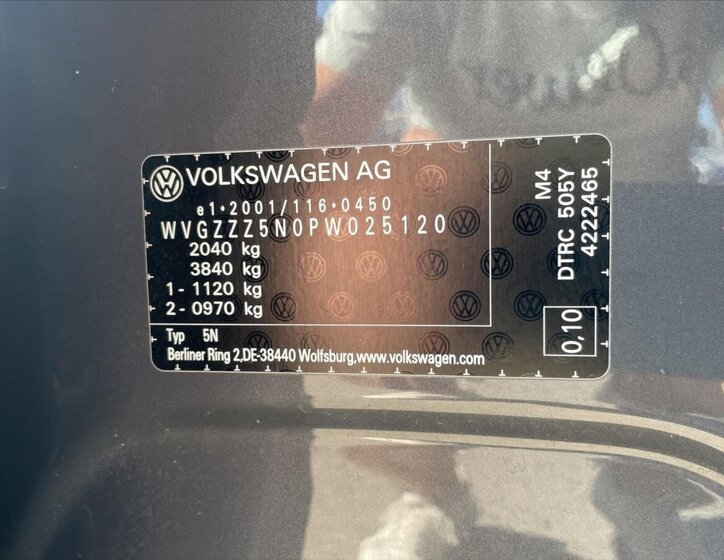 VOLKSWAGEN AG
e1*2001/116*0450
WVGZZZ5N0PW025120
2040 kg
3840 kg
1- 1120 kg
2- 0970 kg
Typ 5N
Berliner Ring 2,DE-38440 Wolfsburg,www.volkswagen.com
M4
DTRC 505Y
4222465
0,10